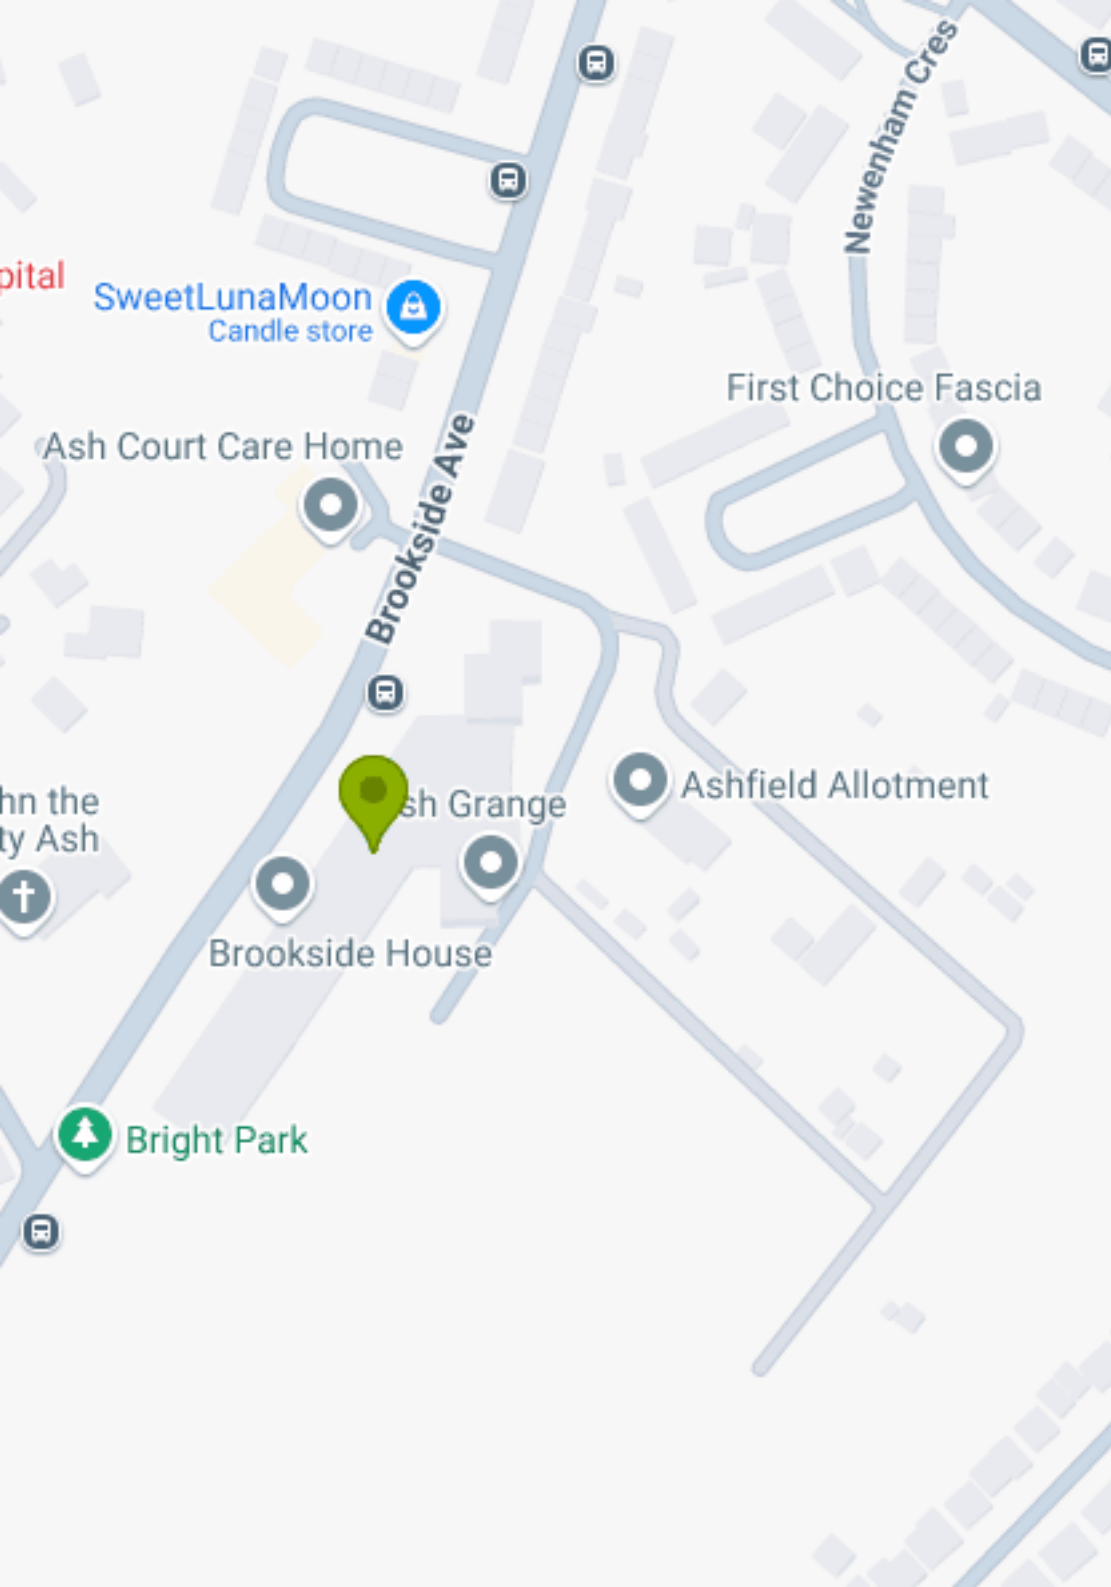 Newenham Cres
pital
SweetLunaMoon
Candle store
First Choice Fascia
Ash Court Care Home
Brookside Ave
hn the
ty Ash
sh Grange
Ashfield Allotment
Brookside House
Bright Park